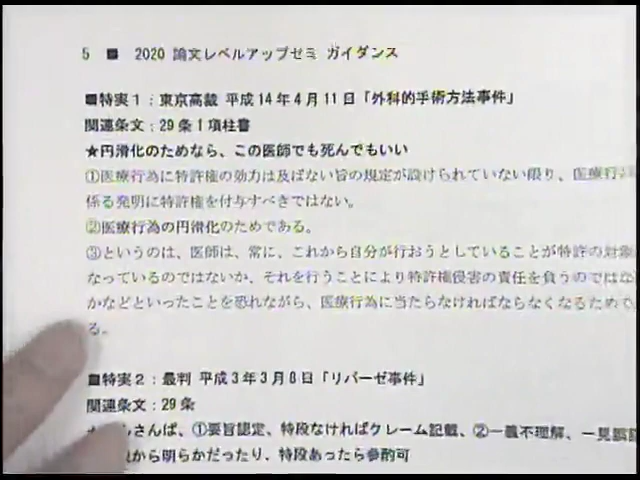 5 ■ 2020 論文レベルアップゼミ ガイダンス
■特実1:東京高裁 平成14年4月11日「外科的手術方法事件」
関連条文:29条1項柱書
★円滑化のためなら、この医師でも死んでもいい
①医療行為に特許権の効力は及ばない旨の規定が設けられていない限り、医療行為に
係る発明に特許権を付与すべきではない。
②医療行為の円滑化のためである。
③というのは、医師は、常に、これから自分が行おうとしていることが特許の対象
なっているのではないか、それを行うことにより特許権侵害の責任を負うのではな
かなどといったことを恐れながら、医療行為に当たらなければならなくなるためで
る。
■特実2:最判 平成3年3月8日「リパーゼ事件」
関連条文:29条
さんぱ、①要旨認定、特段なければクレーム記載、②一義不理解、一見誤
から明らかだったり、特段あったら参酌可